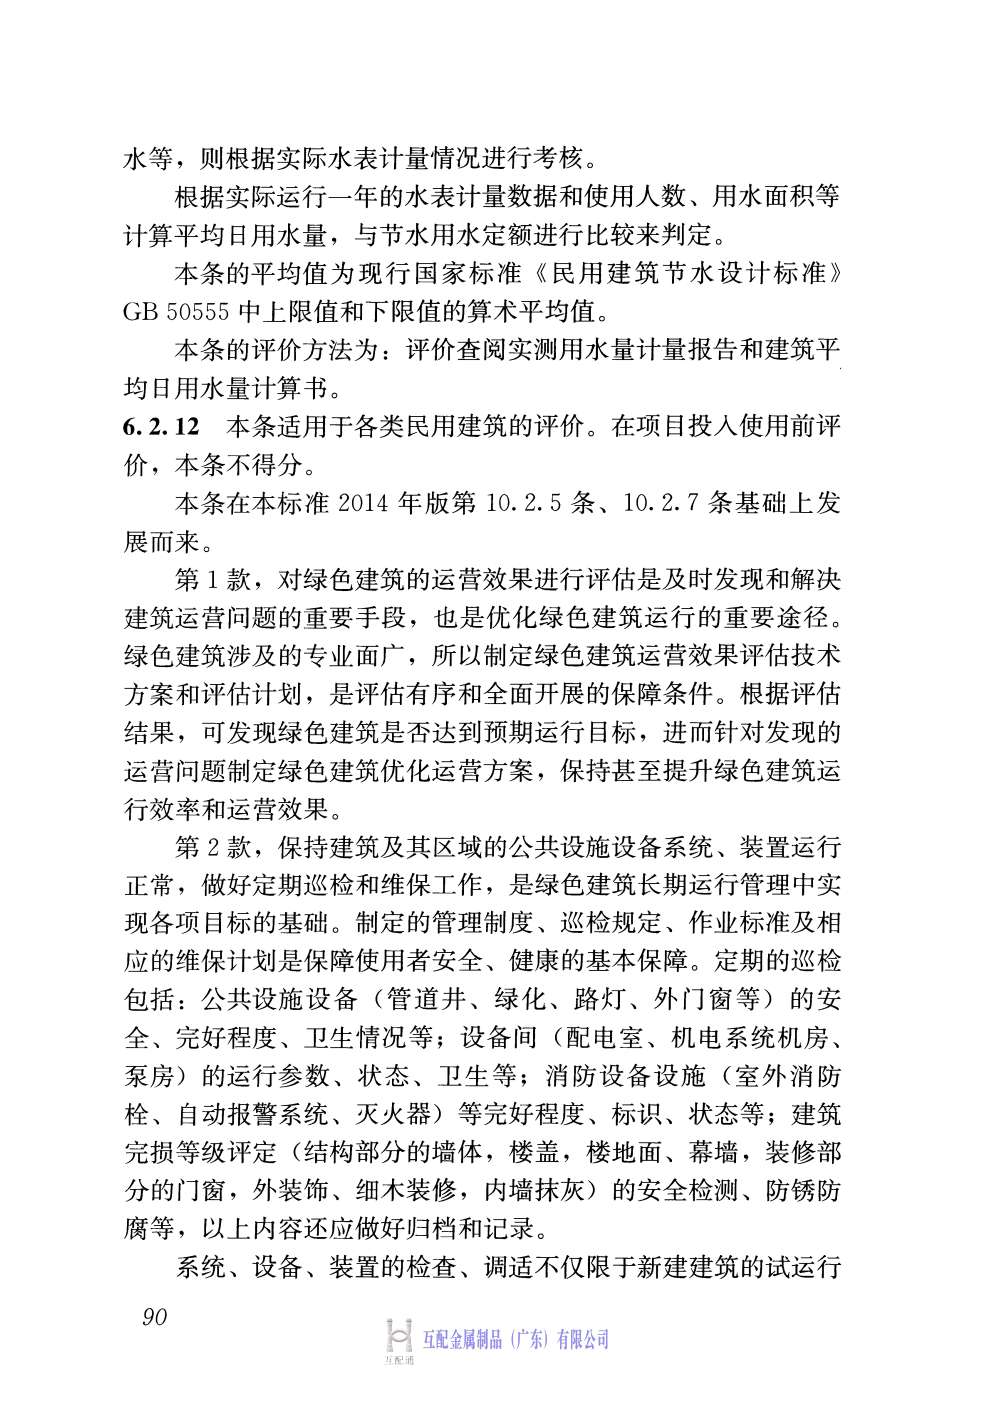 水等，则根据实际水表计量情况进行考核。
根据实际运行一年的水表计量数据和使用人数、用水面积等
计算平均日用水量，与节水用水定额进行比较来判定。
本条的平均值为现行国家标准《民用建筑节水设计标准》
GB 50555 中上限值和下限值的算术平均值。
本条的评价方法为：评价查阅实测用水量计量报告和建筑平
均日用水量计算书。
6.2.12 本条适用于各类民用建筑的评价。在项目投入使用前评
价，本条不得分。
本条在本标准 2014 年版第 10.2.5 条、10.2.7 条基础上发
展而来。
第 1 款，对绿色建筑的运营效果进行评估是及时发现和解决
建筑运营问题的重要手段，也是优化绿色建筑运行的重要途径。
绿色建筑涉及的专业面广，所以制定绿色建筑运营效果评估技术
方案和评估计划，是评估有序和全面开展的保障条件。根据评估
结果，可发现绿色建筑是否达到预期运行目标，进而针对发现的
运营问题制定绿色建筑优化运营方案，保持甚至提升绿色建筑运
行效率和运营效果。
第 2 款，保持建筑及其区域的公共设施设备系统、装置运行
正常，做好定期巡检和维保工作，是绿色建筑长期运行管理中实
现各项目标的基础。制定的管理制度、巡检规定、作业标准及相
应的维保计划是保障使用者安全、健康的基本保障。定期的巡检
包括：公共设施设备（管道井、绿化、路灯、外门窗等）的安
全、完好程度、卫生情况等；设备间（配电室、机电系统机房、
泵房）的运行参数、状态、卫生等；消防设备设施（室外消防
栓、自动报警系统、灭火器）等完好程度、标识、状态等；建筑
完损等级评定（结构部分的墙体，楼盖，楼地面、幕墙，装修部
分的门窗，外装饰、细木装修，内墙抹灰）的安全检测、防锈防
腐等，以上内容还应做好归档和记录。
系统、设备、装置的检查、调适不仅限于新建建筑的试运行
90
互配金属制品（广东）有限公司
互配通